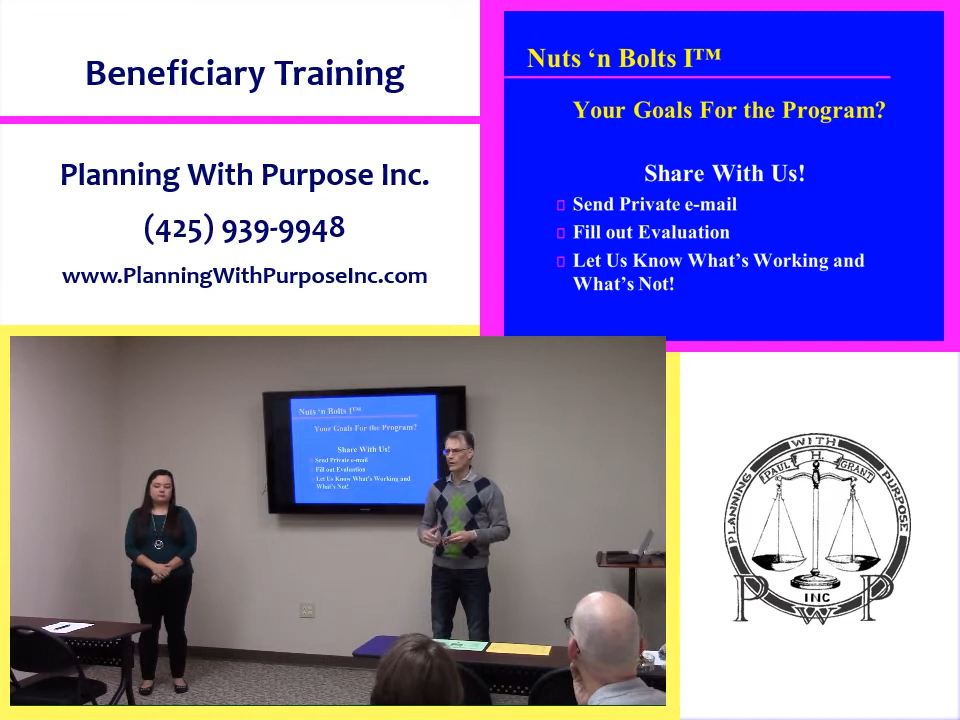 Beneficiary Training
Planning With Purpose Inc.
(425) 939-9948
www.PlanningWithPurposeInc.com
Nuts ‘n Bolts I™
Your Goals For the Program?
Share With Us!
Send Private e-mail
Fill out Evaluation
Let Us Know What’s Working and
What’s Not!
Nuts ‘n Bolts I™
Your Goals For the Program?
Share With Us!
Send Private e-mail
Fill out Evaluation
Let Us Know What’s Working and
What’s Not!
PLANNING WITH PURPOSE
PAUL H. GRANT
INC
PWP